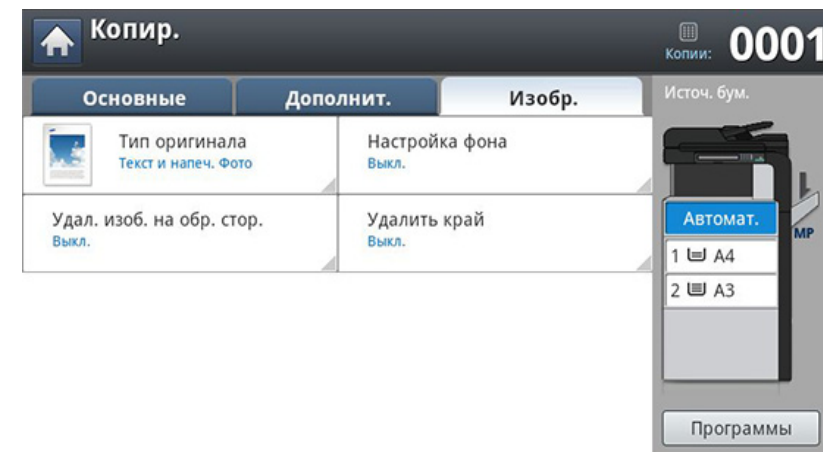 Копир.
Копии: 0001
Основные
Дополнит.
Изобр.
Источ. бум.
Тип оригинала
Текст и напеч. Фото
Настройка фона
Выкл.
Удал. изоб. на обр. стор.
Выкл.
Удалить край
Выкл.
Автомат.
MP
1 A4
2 A3
Программы